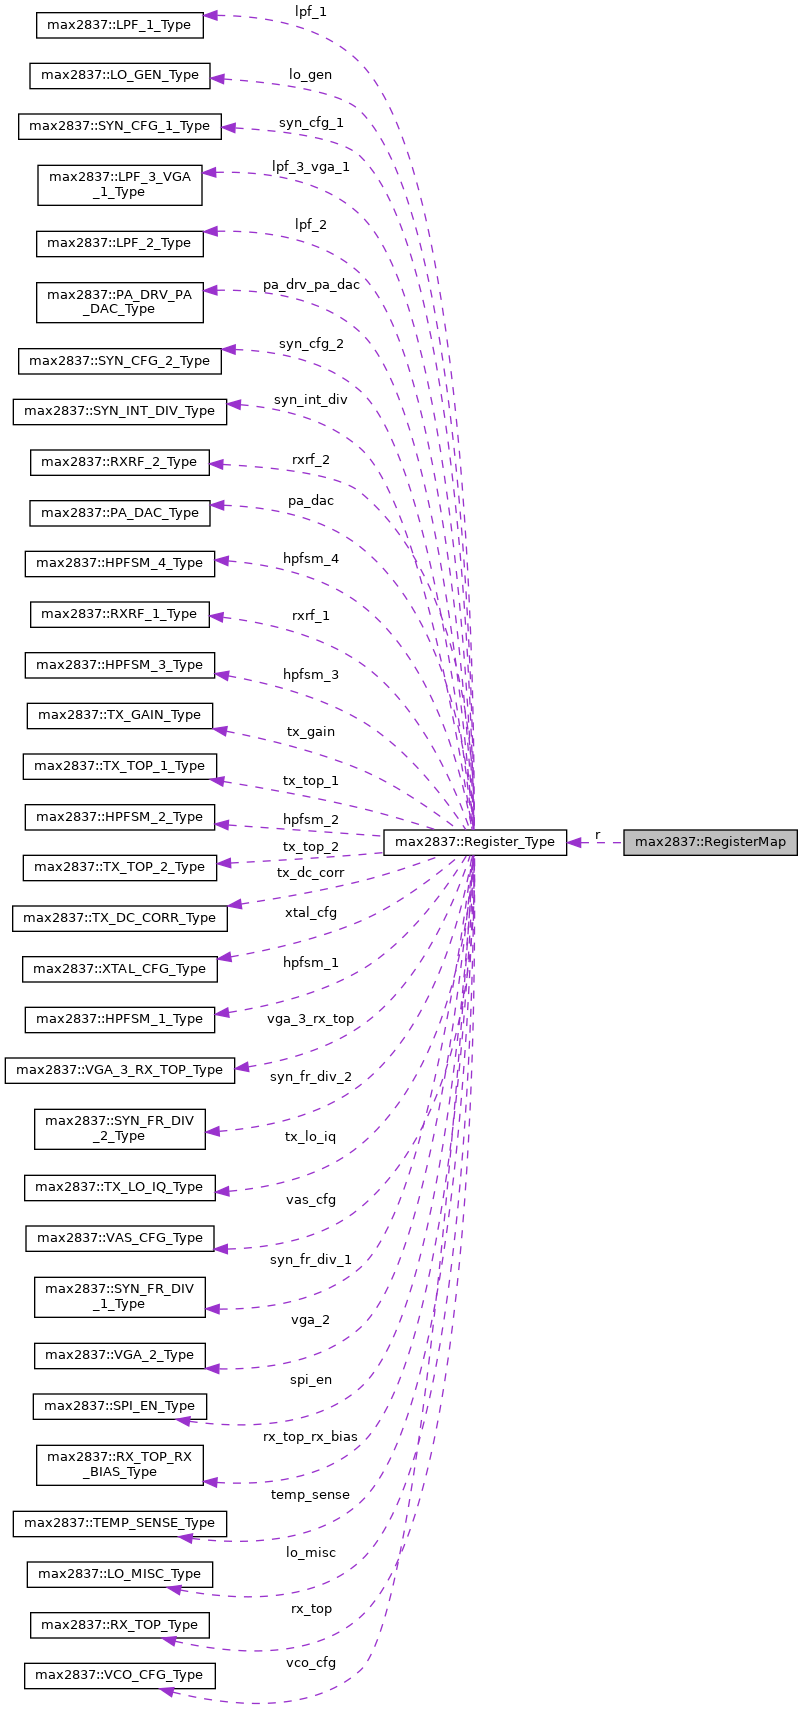 max2837::LPF_1_Type
lpf_1
max2837::LO_GEN_Type
lo_gen
max2837::SYN_CFG_1_Type
syn_cfg_1
max2837::LPF_3_VGA
_1_Type
lpf_3_vga_1
max2837::LPF_2_Type
lpf_2
max2837::PA_DRV_PA
_DAC_Type
pa_drv_pa_dac
max2837::SYN_CFG_2_Type
syn_cfg_2
max2837::SYN_INT_DIV_Type
syn_int_div
max2837::RXRF_2_Type
rxrf_2
max2837::PA_DAC_Type
pa_dac
max2837::HPFSM_4_Type
hpfsm_4
max2837::RXRF_1_Type
rxrf_1
max2837::HPFSM_3_Type
hpfsm_3
max2837::TX_GAIN_Type
tx_gain
max2837::TX_TOP_1_Type
tx_top_1
max2837::HPFSM_2_Type
hpfsm_2
max2837::Register_Type
r
max2837::RegisterMap
max2837::TX_TOP_2_Type
tx_top_2
max2837::TX_DC_CORR_Type
tx_dc_corr
max2837::XTAL_CFG_Type
xtal_cfg
max2837::HPFSM_1_Type
hpfsm_1
max2837::VGA_3_RX_TOP_Type
vga_3_rx_top
max2837::SYN_FR_DIV
_2_Type
syn_fr_div_2
max2837::TX_LO_IQ_Type
tx_lo_iq
max2837::VAS_CFG_Type
vas_cfg
max2837::SYN_FR_DIV
_1_Type
syn_fr_div_1
max2837::VGA_2_Type
vga_2
max2837::SPI_EN_Type
spi_en
max2837::RX_TOP_RX
_BIAS_Type
rx_top_rx_bias
max2837::TEMP_SENSE_Type
temp_sense
max2837::LO_MISC_Type
lo_misc
max2837::RX_TOP_Type
rx_top
max2837::VCO_CFG_Type
vco_cfg